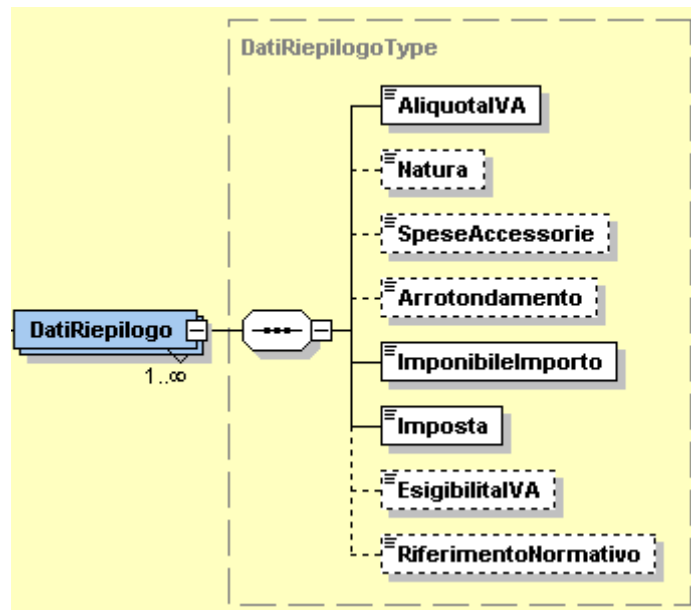 DatiRiepilogoType
AliquotaIVA
Natura
SpeseAccessorie
Arrotondamento
DatiRiepilogo
1..∞
ImponibileImporto
Imposta
EsigibilitaIVA
RiferimentoNormativo